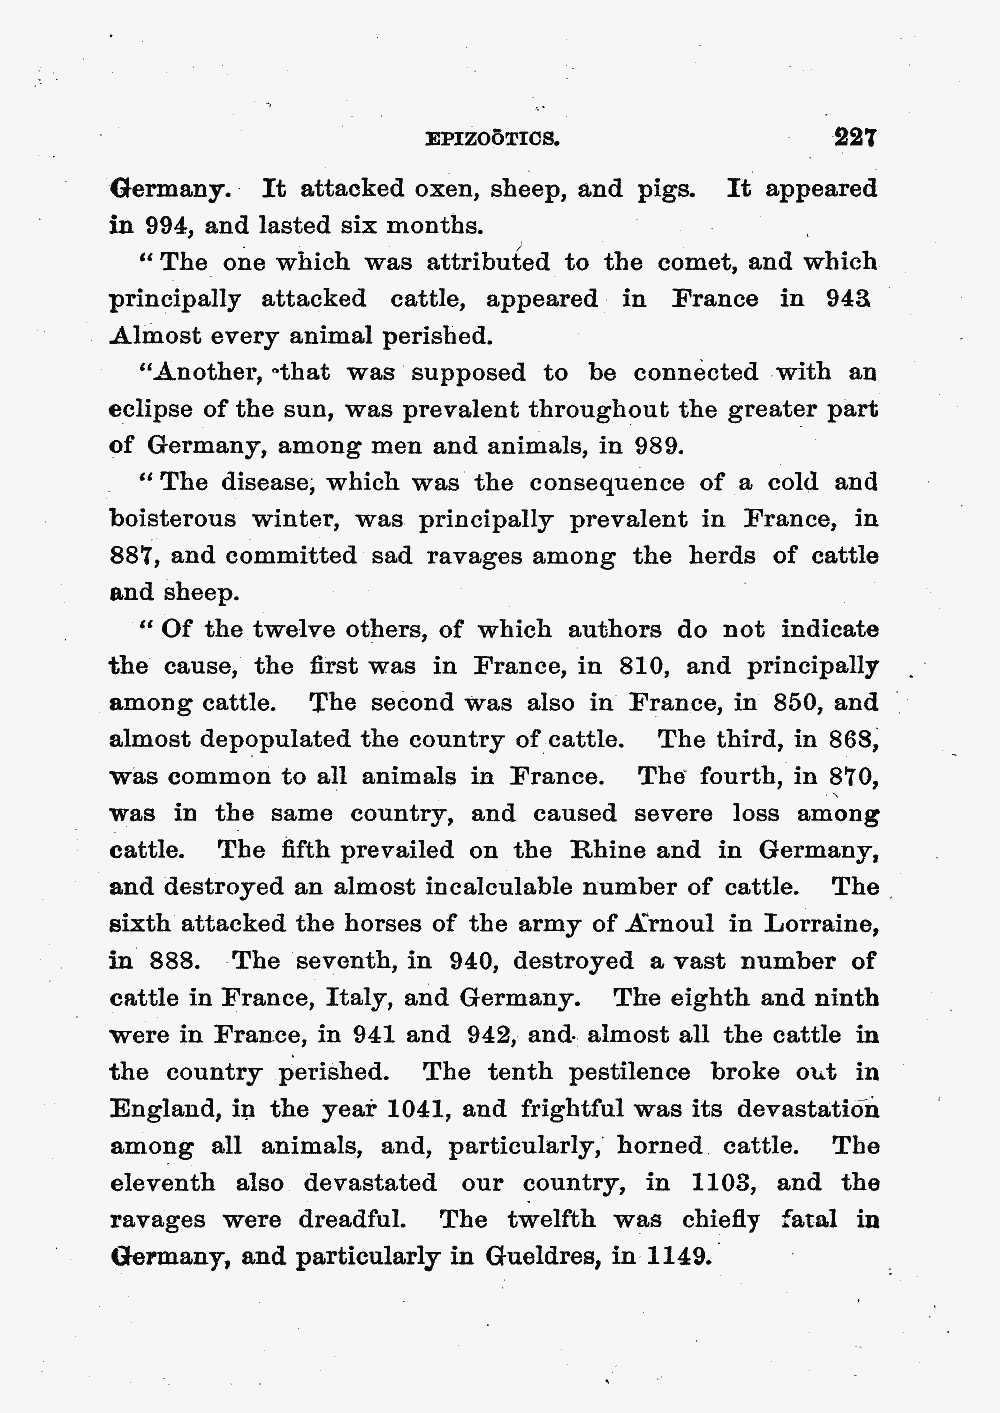 EPIZOÖTICS. 227
Germany. It attacked oxen, sheep, and pigs. It appeared
in 994, and lasted six months.
“ The one which was attributed to the comet, and which
principally attacked cattle, appeared in France in 943
Almost every animal perished.
“Another, that was supposed to be connected with an
eclipse of the sun, was prevalent throughout the greater part
of Germany, among men and animals, in 989.
“ The disease, which was the consequence of a cold and
boisterous winter, was principally prevalent in France, in
887, and committed sad ravages among the herds of cattle
and sheep.
“ Of the twelve others, of which authors do not indicate
the cause, the first was in France, in 810, and principally
among cattle. The second was also in France, in 850, and
almost depopulated the country of cattle. The third, in 868,
was common to all animals in France. The fourth, in 870,
was in the same country, and caused severe loss among
cattle. The fifth prevailed on the Rhine and in Germany,
and destroyed an almost incalculable number of cattle. The
sixth attacked the horses of the army of Arnoul in Lorraine,
in 888. The seventh, in 940, destroyed a vast number of
cattle in France, Italy, and Germany. The eighth and ninth
were in France, in 941 and 942, and almost all the cattle in
the country perished. The tenth pestilence broke out in
England, in the year 1041, and frightful was its devastation
among all animals, and, particularly, horned cattle. The
eleventh also devastated our country, in 1103, and the
ravages were dreadful. The twelfth was chiefly fatal in
Germany, and particularly in Gueldres, in 1149.